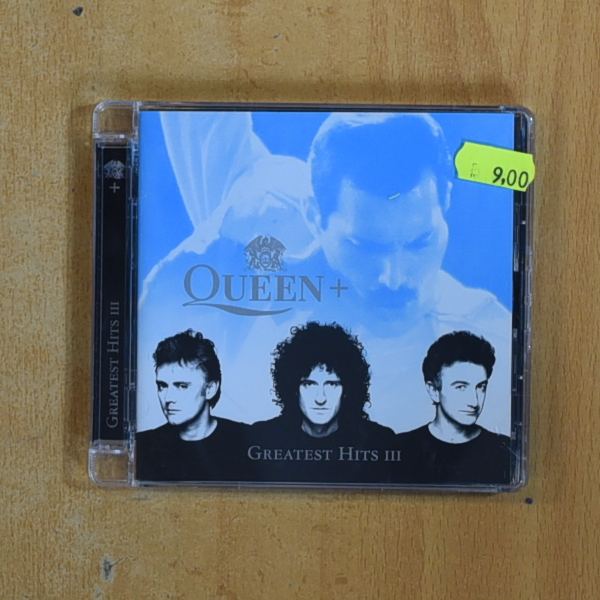 9,00
QUEEN +
GREATEST HITS III
+
GREATEST HITS III